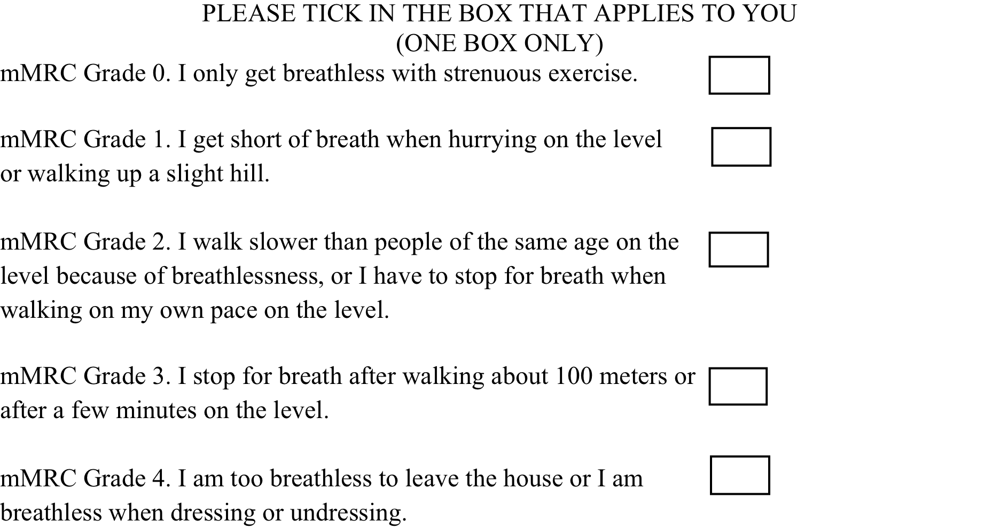 PLEASE TICK IN THE BOX THAT APPLIES TO YOU
(ONE BOX ONLY)
mMRC Grade 0. I only get breathless with strenuous exercise.
mMRC Grade 1. I get short of breath when hurrying on the level
or walking up a slight hill.
mMRC Grade 2. I walk slower than people of the same age on the
level because of breathlessness, or I have to stop for breath when
walking on my own pace on the level.
mMRC Grade 3. I stop for breath after walking about 100 meters or
after a few minutes on the level.
mMRC Grade 4. I am too breathless to leave the house or I am
breathless when dressing or undressing.